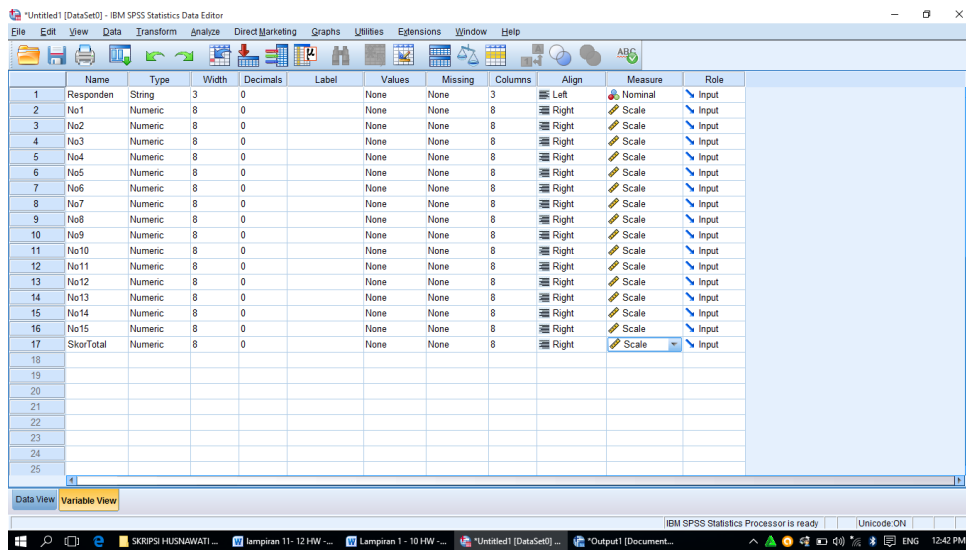 *Untitled1 [DataSet0] - IBM SPSS Statistics Data Editor
File Edit View Data Transform Analyze Direct Marketing Graphs Utilities Extensions Window Help
Name Type Width Decimals Label Values Missing Columns Align Measure Role
1 Responden String 3 0 None None 3 Left Nominal Input
2 No1 Numeric 8 0 None None 8 Right Scale Input
3 No2 Numeric 8 0 None None 8 Right Scale Input
4 No3 Numeric 8 0 None None 8 Right Scale Input
5 No4 Numeric 8 0 None None 8 Right Scale Input
6 No5 Numeric 8 0 None None 8 Right Scale Input
7 No6 Numeric 8 0 None None 8 Right Scale Input
8 No7 Numeric 8 0 None None 8 Right Scale Input
9 No8 Numeric 8 0 None None 8 Right Scale Input
10 No9 Numeric 8 0 None None 8 Right Scale Input
11 No10 Numeric 8 0 None None 8 Right Scale Input
12 No11 Numeric 8 0 None None 8 Right Scale Input
13 No12 Numeric 8 0 None None 8 Right Scale Input
14 No13 Numeric 8 0 None None 8 Right Scale Input
15 No14 Numeric 8 0 None None 8 Right Scale Input
16 No15 Numeric 8 0 None None 8 Right Scale Input
17 SkorTotal Numeric 8 0 None None 8 Right Scale Input
18
19
20
21
22
23
24
25
Data View Variable View
IBM SPSS Statistics Processor is ready Unicode:ON
SKRIPSI HUSNAWATI ... lampiran 11- 12 HW -... Lampiran 1 - 10 HW -... *Untitled1 [DataSet0] ... *Output1 [Document... ENG 12:42 PM